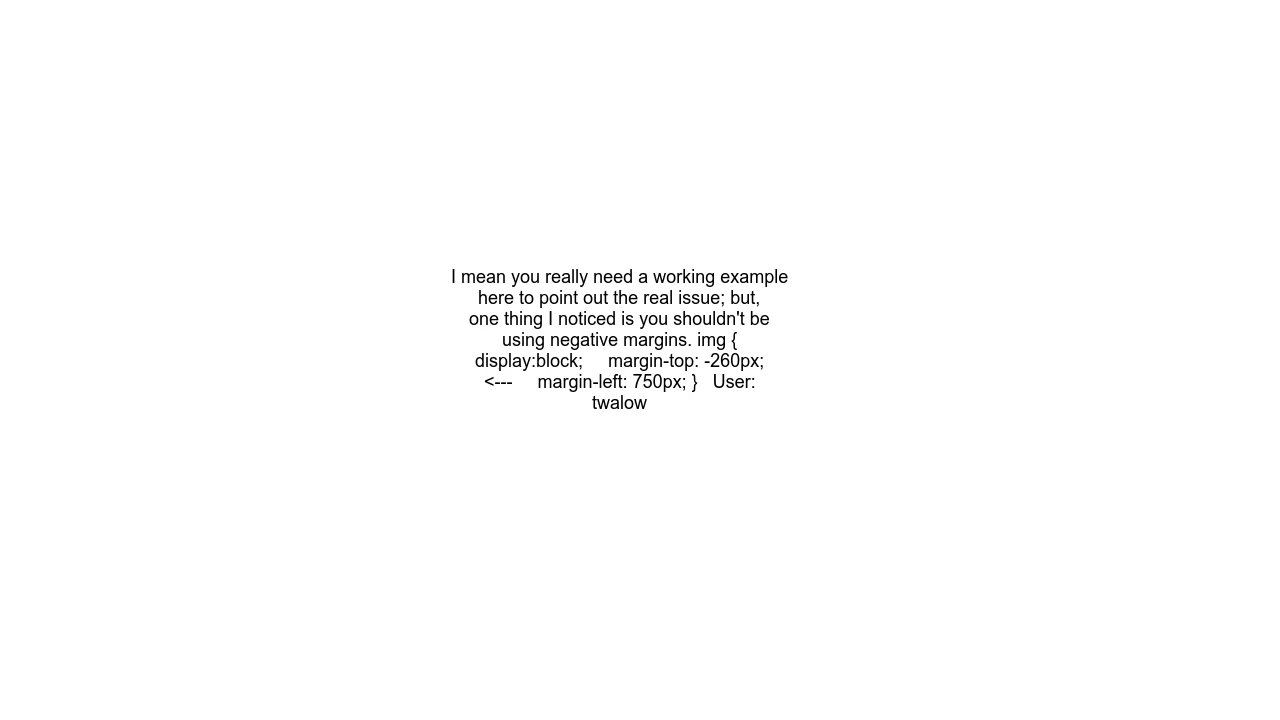 I mean you really need a working example
here to point out the real issue; but,
one thing I noticed is you shouldn't be
using negative margins. img {
display:block;     margin-top: -260px;
<---     margin-left: 750px; }   User:
twalow